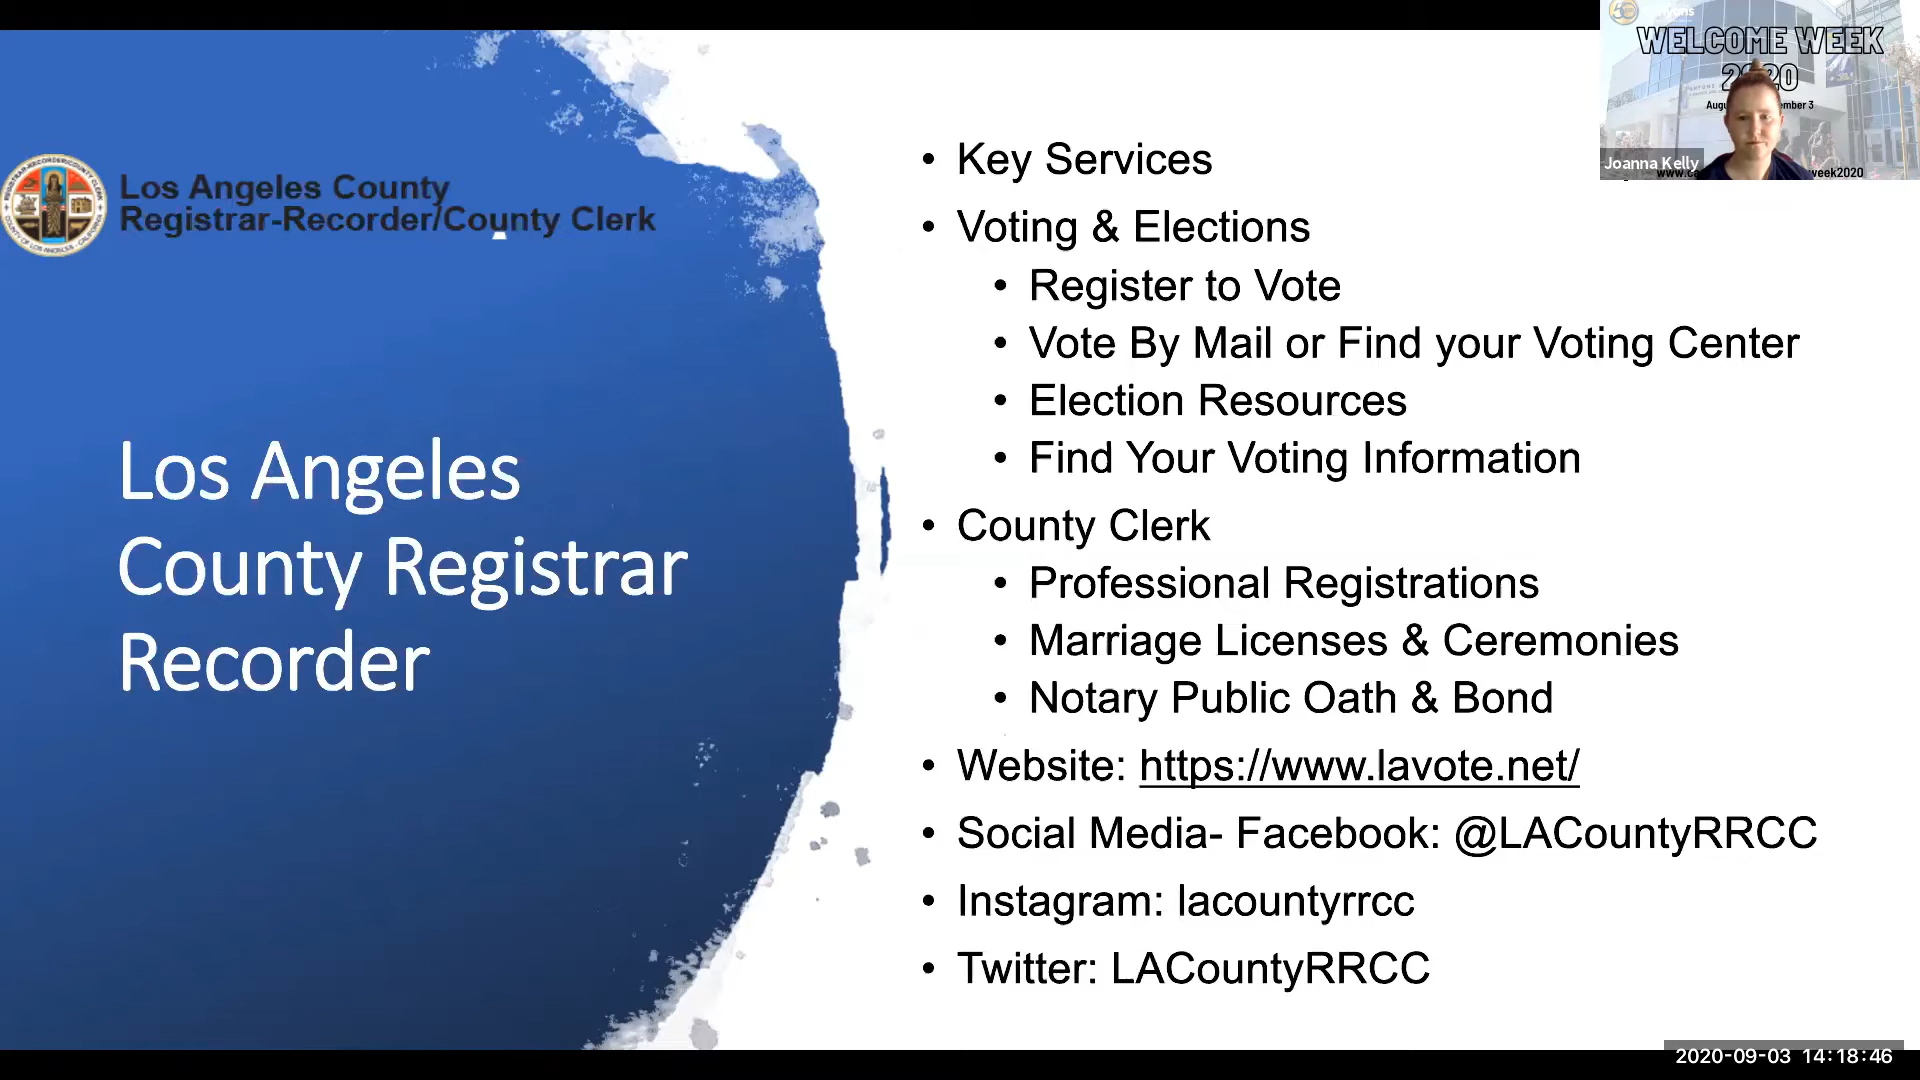 Los Angeles County
Registrar-Recorder/County Clerk
Los Angeles
County Registrar
Recorder
• Key Services
• Voting & Elections
• Register to Vote
• Vote By Mail or Find your Voting Center
• Election Resources
• Find Your Voting Information
• County Clerk
• Professional Registrations
• Marriage Licenses & Ceremonies
• Notary Public Oath & Bond
• Website: https://www.lavote.net/
• Social Media- Facebook: @LACountyRRCC
• Instagram: lacountyrrcc
• Twitter: LACountyRRCC
WELCOME WEEK
Joanna Kelly
2020-09-03 14:18:46